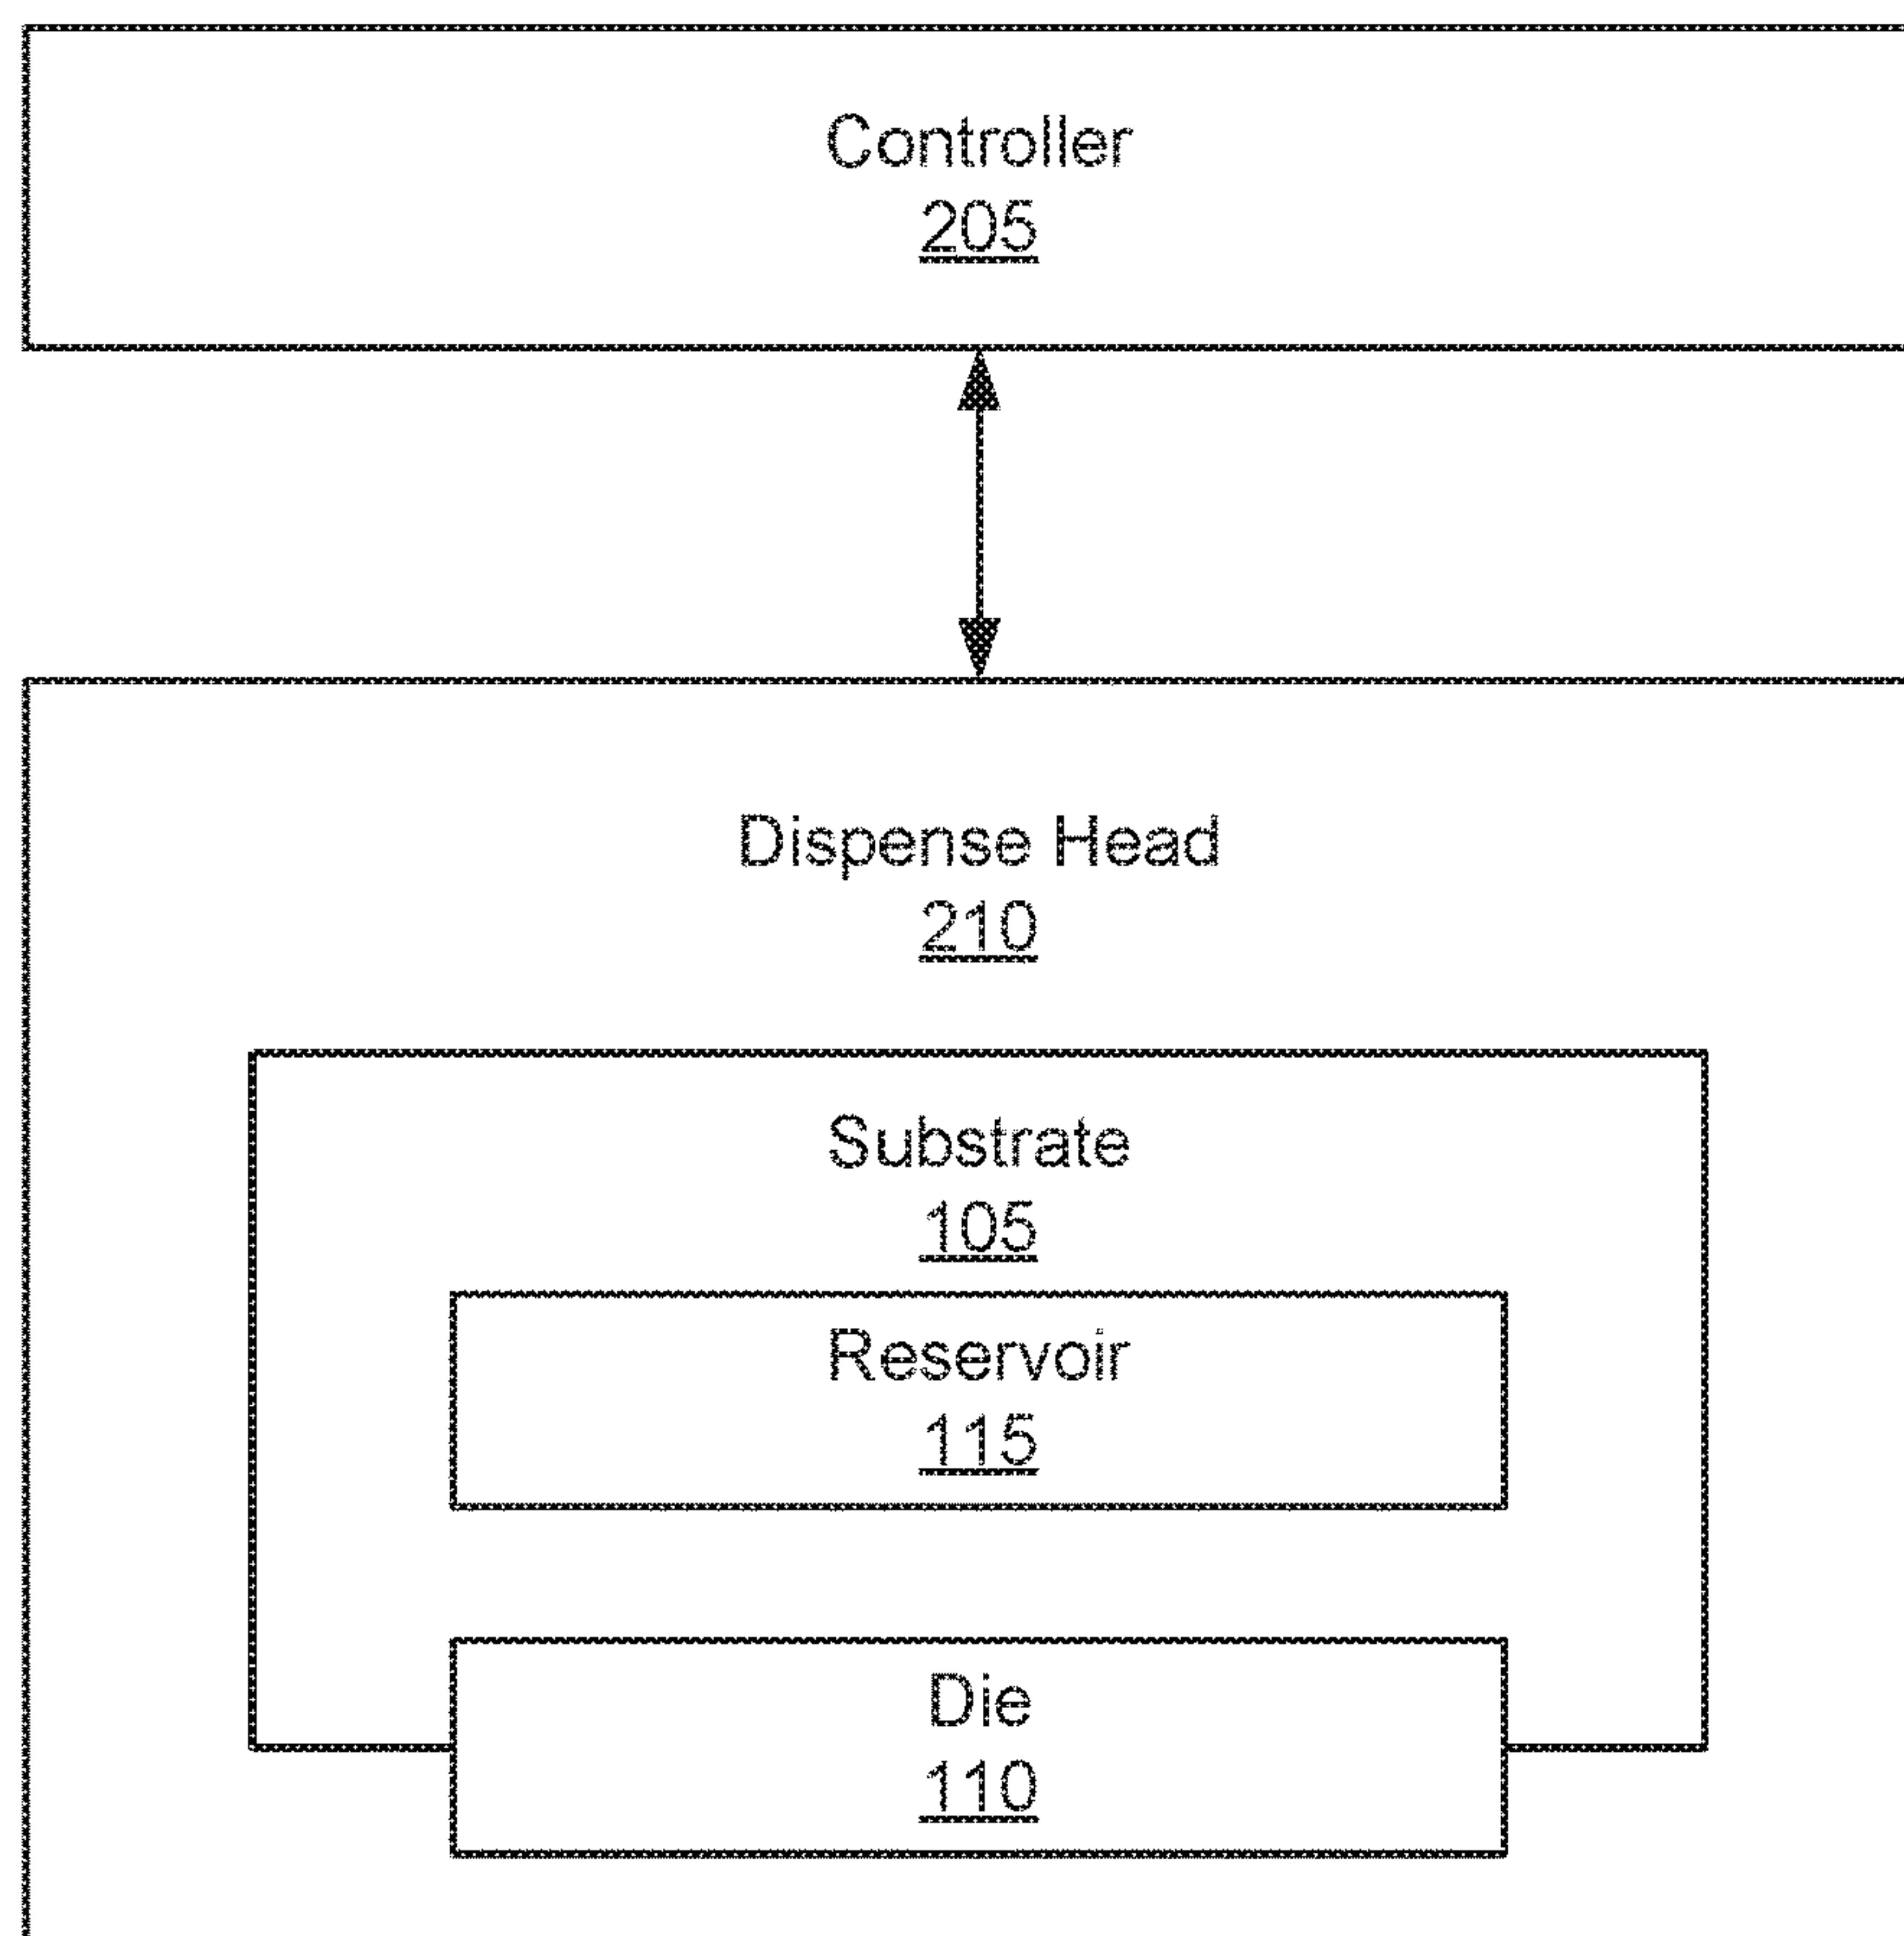 Controller
205
Dispense Head
210
Substrate
105
Reservoir
115
Die
110